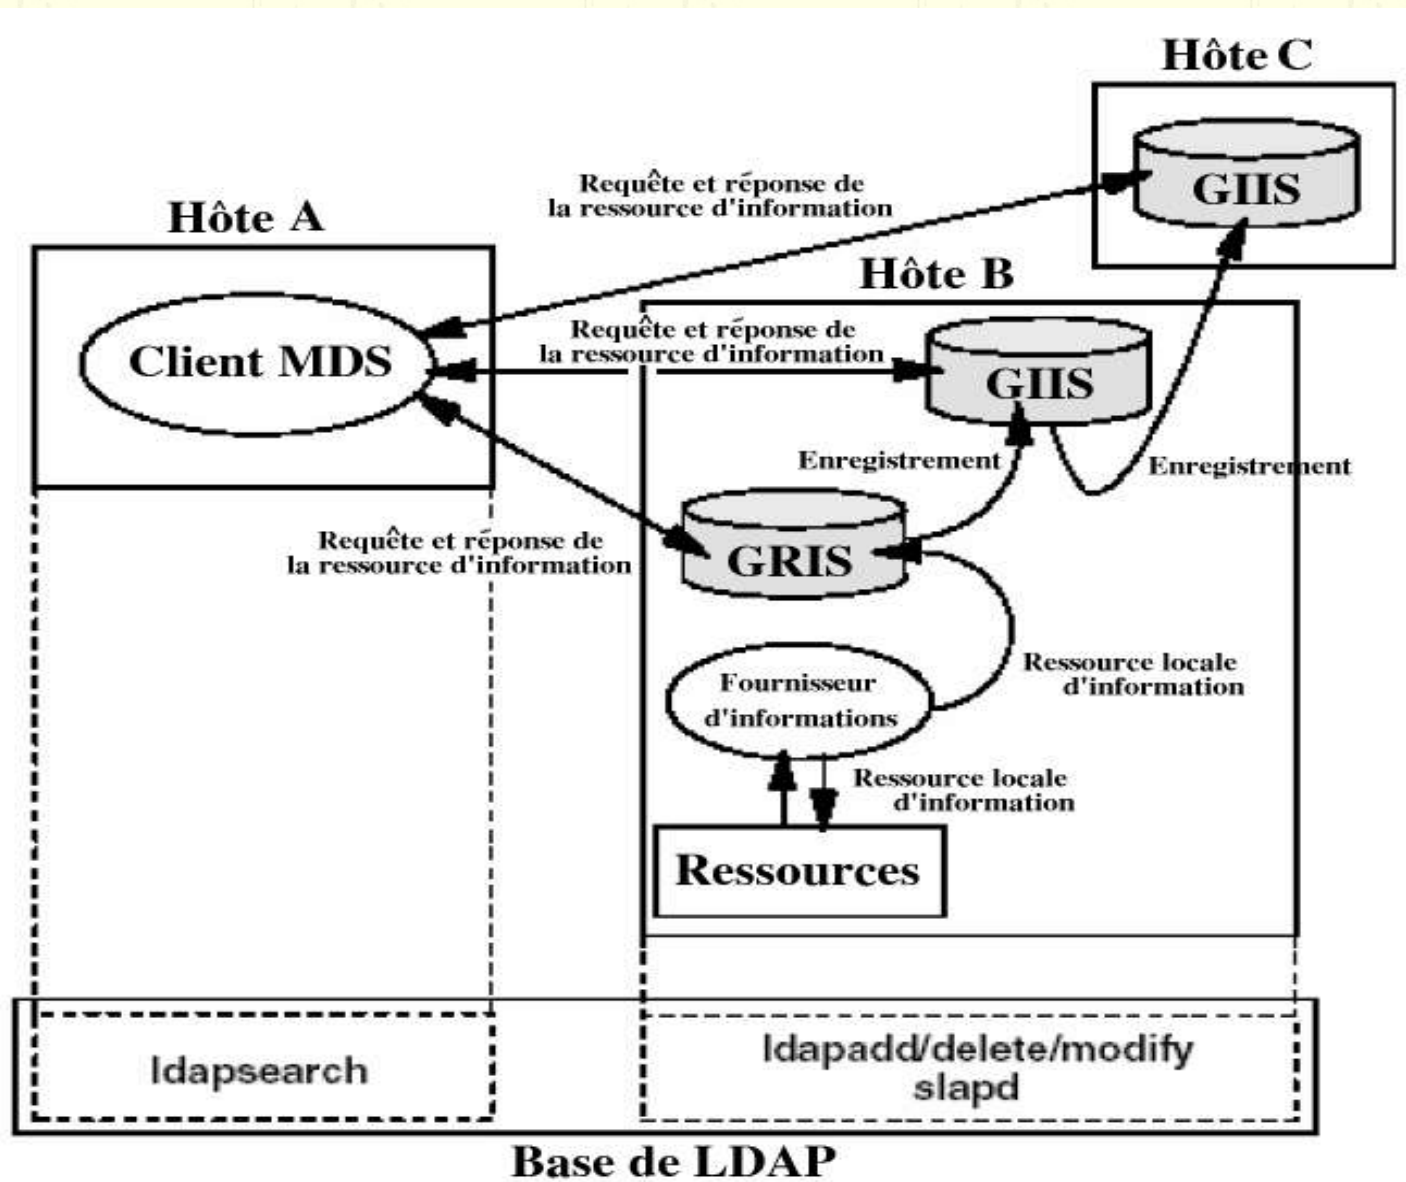 Hôte C
GIIS
Requête et réponse de
la ressource d'information
Hôte A
Hôte B
Client MDS
Requête et réponse de
la ressource d'information
GIIS
Enregistrement
Enregistrement
Requête et réponse de
la ressource d'information
GRIS
Fournisseur
d'informations
Ressource locale
d'information
Ressource locale
d'information
Ressources
ldapsearch
ldapadd/delete/modify
slapd
Base de LDAP